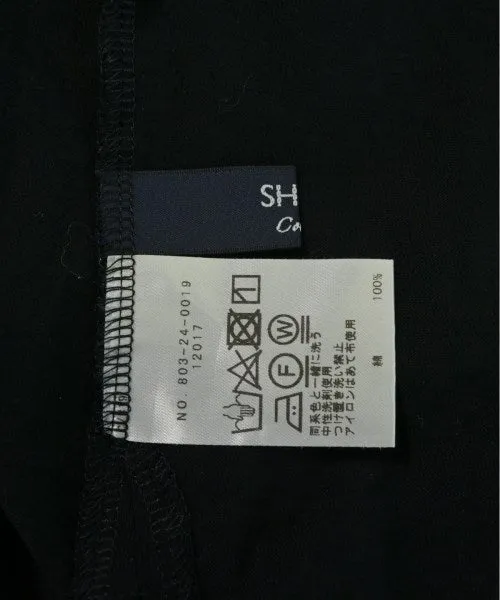 SH
Co
NO. 803-24-0019
12017
W
F
同系色と一緒に洗う
中性洗剤使用
つけ置き洗い禁止
アイロンはあて布使用
綿 100%